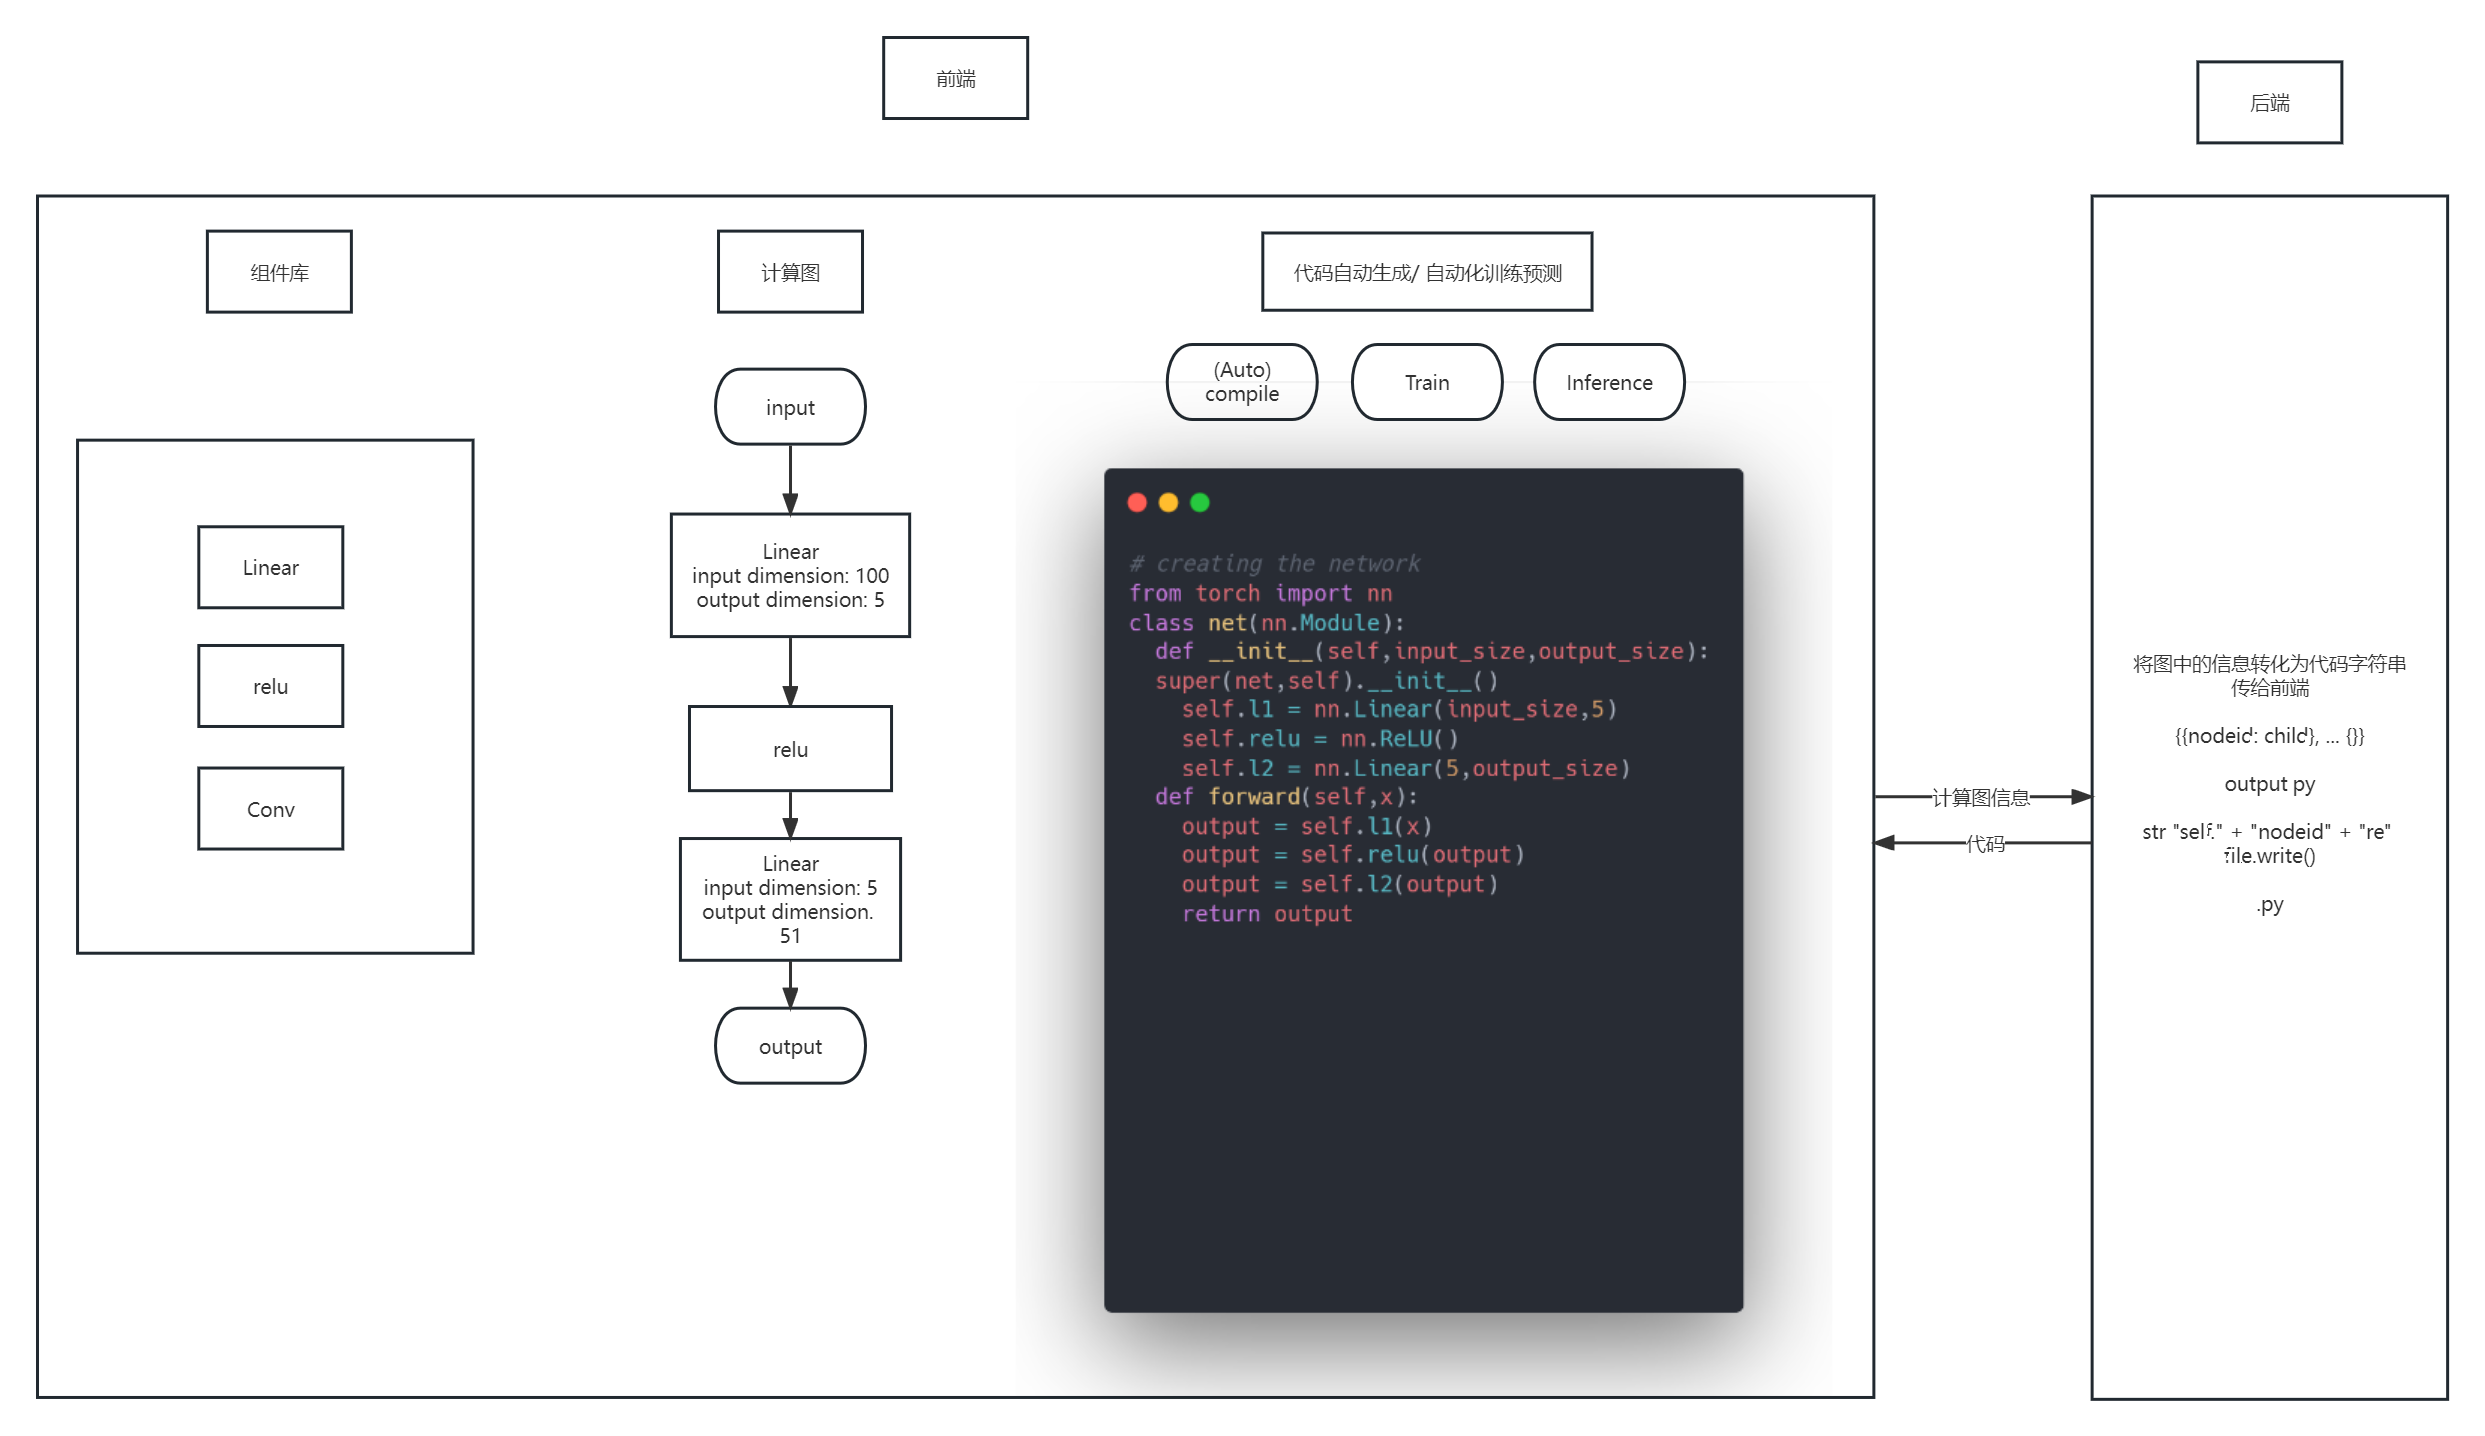 前端
后端
组件库
计算图
代码自动生成/ 自动化训练预测
Linear
relu
Conv
input
Linear
input dimension: 100
output dimension: 5
relu
Linear
input dimension: 5
output dimension.
51
output
(Auto)
compile
Train
Inference
# creating the network
from torch import nn
class net(nn.Module):
  def __init__(self,input_size,output_size):
  super(net,self).__init__()
    self.l1 = nn.Linear(input_size,5)
    self.relu = nn.ReLU()
    self.l2 = nn.Linear(5,output_size)
  def forward(self,x):
    output = self.l1(x)
    output = self.relu(output)
    output = self.l2(output)
    return output
计算图信息
代码
将图中的信息转化为代码字符串
传给前端
{{nodeid: child}, ... {}}
output py
str "self." + "nodeid" + "re"
file.write()
.py